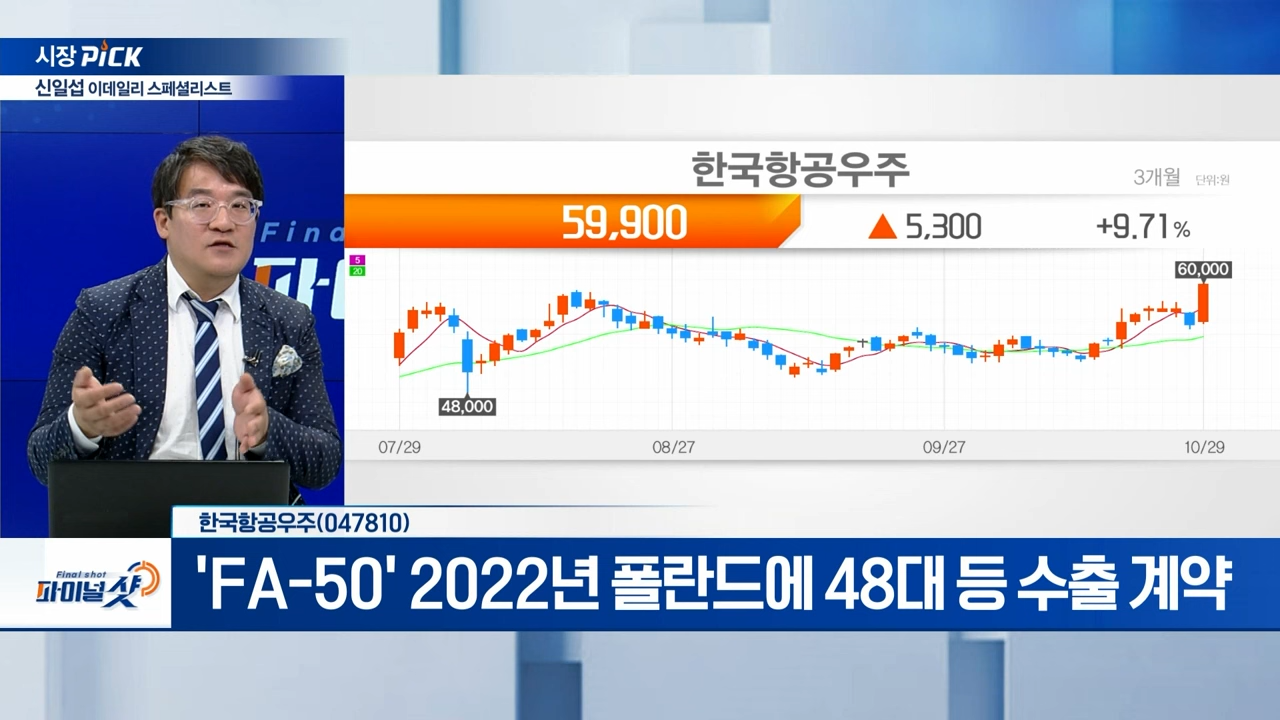 시장 PiCK
신일섭 이데일리 스페셜리스트
Fina
파이
한국항공우주
3개월 단위:원
59,900 ▲ 5,300 +9.71%
5
20
60,000
48,000
07/29 08/27 09/27 10/29
한국항공우주(047810)
Final shot
파이널샷
'FA-50' 2022년 폴란드에 48대 등 수출 계약